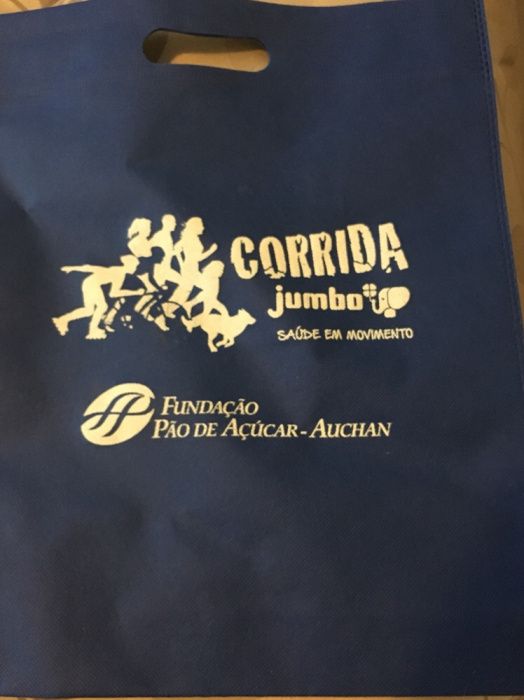 CORRIDA
jumbo
SAÚDE EM MOVIMENTO
FUNDAÇÃO
PÃO DE AÇÚCAR - AUCHAN